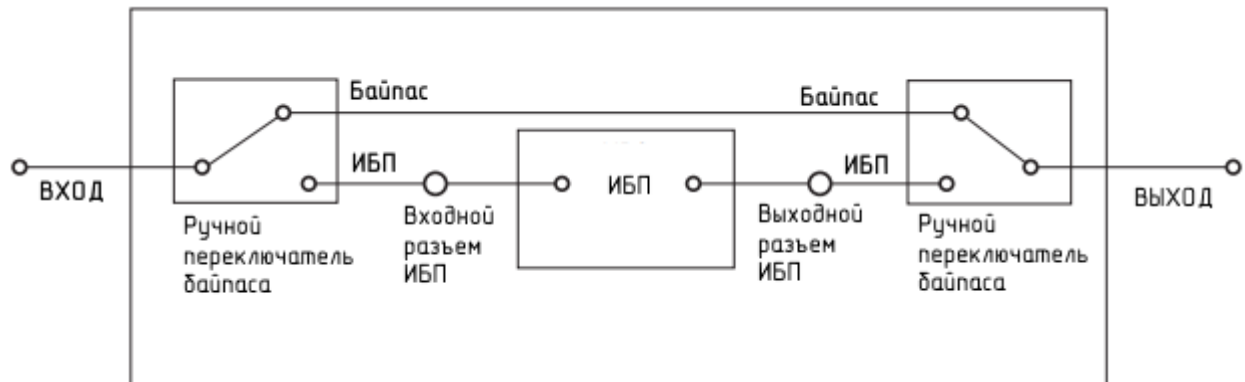 Байпас
Байпас
ИБП
ИБП
ИБП
ВХОД
ВЫХОД
Ручной
переключатель
байпаса
Входной
разъем
ИБП
Выходной
разъем
ИБП
Ручной
переключатель
байпаса